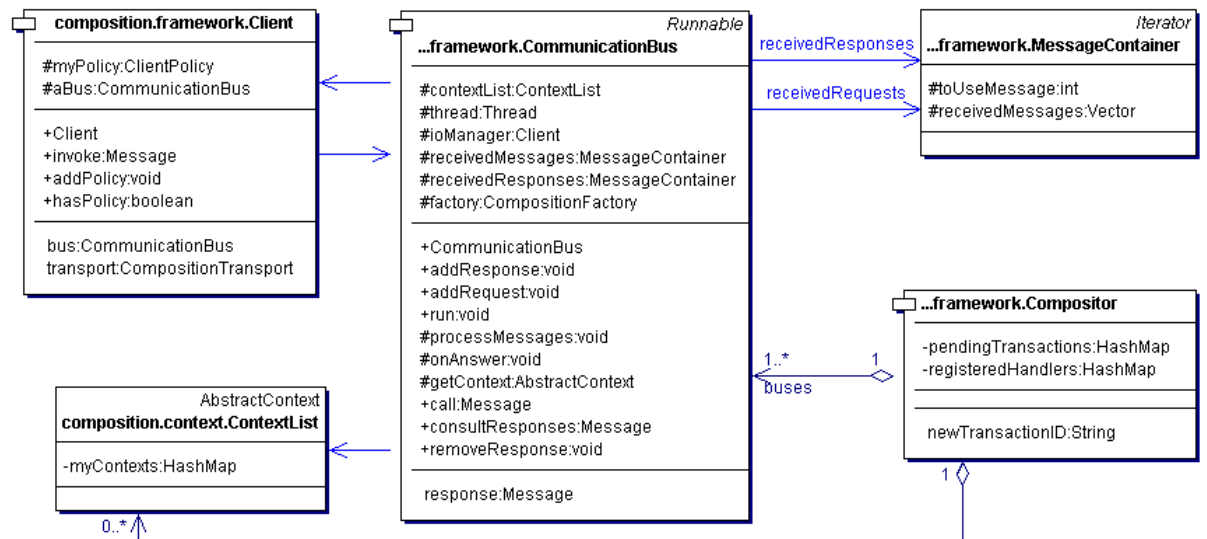 composition.framework.Client
#myPolicy:ClientPolicy
#aBus:CommunicationBus
+Client
+invoke:Message
+addPolicy:void
+hasPolicy:boolean
bus:CommunicationBus
transport:CompositionTransport
Runnable
...framework.CommunicationBus
#contextList:ContextList
#thread:Thread
#ioManager:Client
#receivedMessages:MessageContainer
#receivedResponses:MessageContainer
#factory:CompositionFactory
+CommunicationBus
+addResponse:void
+addRequest:void
+run:void
#processMessages:void
#onAnswer:void
#getContext:AbstractContext
+call:Message
+consultResponses:Message
+removeResponse:void
response:Message
receivedResponses
receivedRequests
Iterator
...framework.MessageContainer
#toUseMessage:int
#receivedMessages:Vector
...framework.Compositor
-pendingTransactions:HashMap
-registeredHandlers:HashMap
newTransactionID:String
1..*
1
buses
1
AbstractContext
composition.context.ContextList
-myContexts:HashMap
0..*